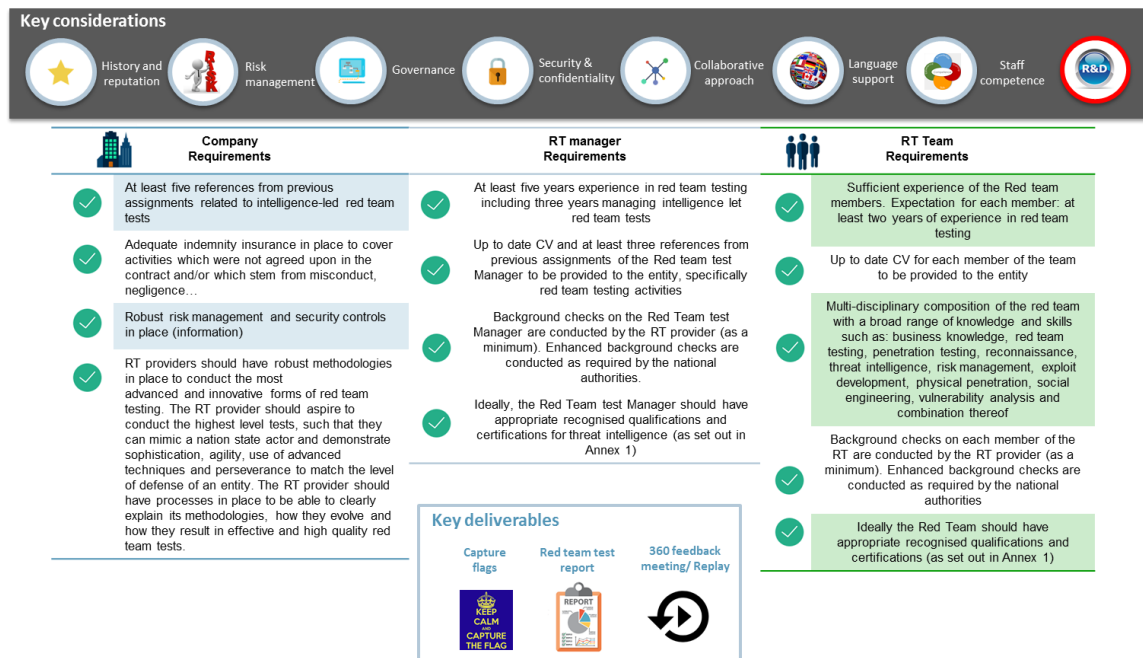 Key considerations
History and
reputation
RISK
Risk
management
Governance
Security &
confidentiality
Collaborative
approach
Language
support
Staff
competence
R&D
Company
Requirements
At least five references from previous
assignments related to intelligence-led red team
tests
Adequate indemnity insurance in place to cover
activities which were not agreed upon in the
contract and/or which stem from misconduct,
negligence…
Robust risk management and security controls
in place (information)
RT providers should have robust methodologies
in place to conduct the most
advanced and innovative forms of red team
testing. The RT provider should aspire to
conduct the highest level tests, such that they
can mimic a nation state actor and demonstrate
sophistication, agility, use of advanced
techniques and perseverance to match the level
of defense of an entity. The RT provider should
have processes in place to be able to clearly
explain its methodologies, how they evolve and
how they result in effective and high quality red
team tests.
RT manager
Requirements
At least five years experience in red team testing
including three years managing intelligence let
red team tests
Up to date CV and at least three references from
previous assignments of the Red team test
Manager to be provided to the entity, specifically
red team testing activities
Background checks on the Red Team test
Manager are conducted by the RT provider (as a
minimum). Enhanced background checks are
conducted as required by the national
authorities.
Ideally, the Red Team test Manager should have
appropriate recognised qualifications and
certifications for threat intelligence (as set out in
Annex 1)
RT Team
Requirements
Sufficient experience of the Red team
members. Expectation for each member: at
least two years of experience in red team
testing
Up to date CV for each member of the team
to be provided to the entity
Multi-disciplinary composition of the red team
with a broad range of knowledge and skills
such as: business knowledge, red team
testing, penetration testing, reconnaissance,
threat intelligence, risk management, exploit
development, physical penetration, social
engineering, vulnerability analysis and
combination thereof
Background checks on each member of the
RT are conducted by the RT provider (as a
minimum). Enhanced background checks are
conducted as required by the national
authorities
Ideally the Red Team should have
appropriate recognised qualifications and
certifications (as set out in Annex 1)
Key deliverables
Capture
flags
Red team test
report
360 feedback
meeting/ Replay
KEEP
CALM
AND
CAPTURE
THE FLAG
REPORT